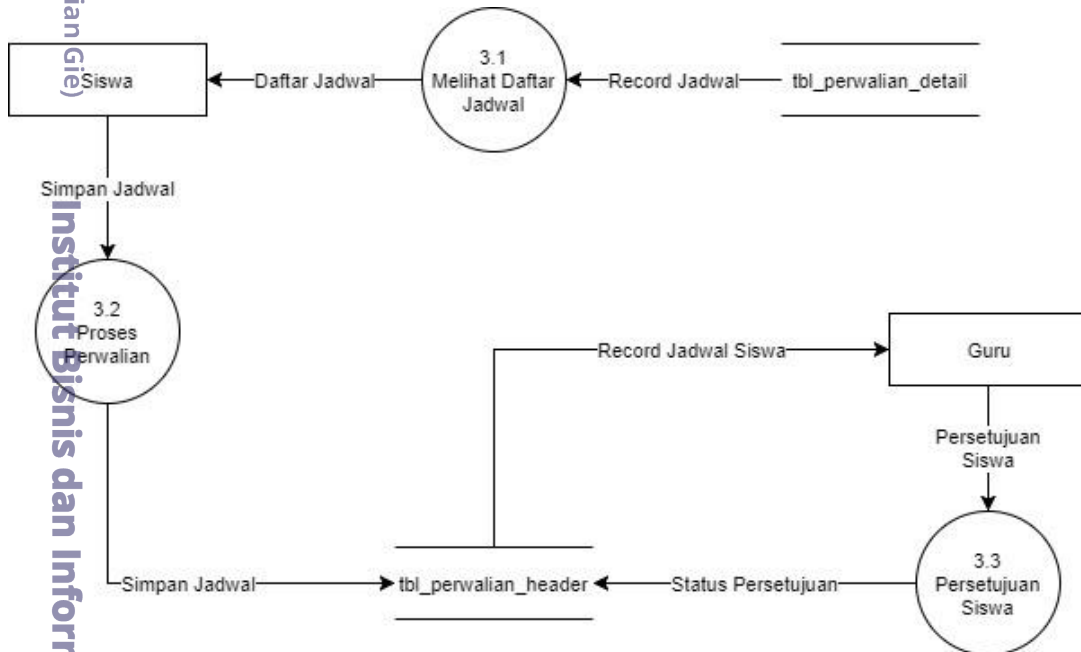 ian Gie)
Siswa
Daftar Jadwal
3.1
Melihat Daftar
Jadwal
Record Jadwal
tbl_perwalian_detail
Simpan Jadwal
3.2
Proses
Perwalian
Record Jadwal Siswa
Guru
Persetujuan
Siswa
Simpan Jadwal
tbl_perwalian_header
Status Persetujuan
3.3
Persetujuan
Siswa
Institut Bisnis dan Inforr